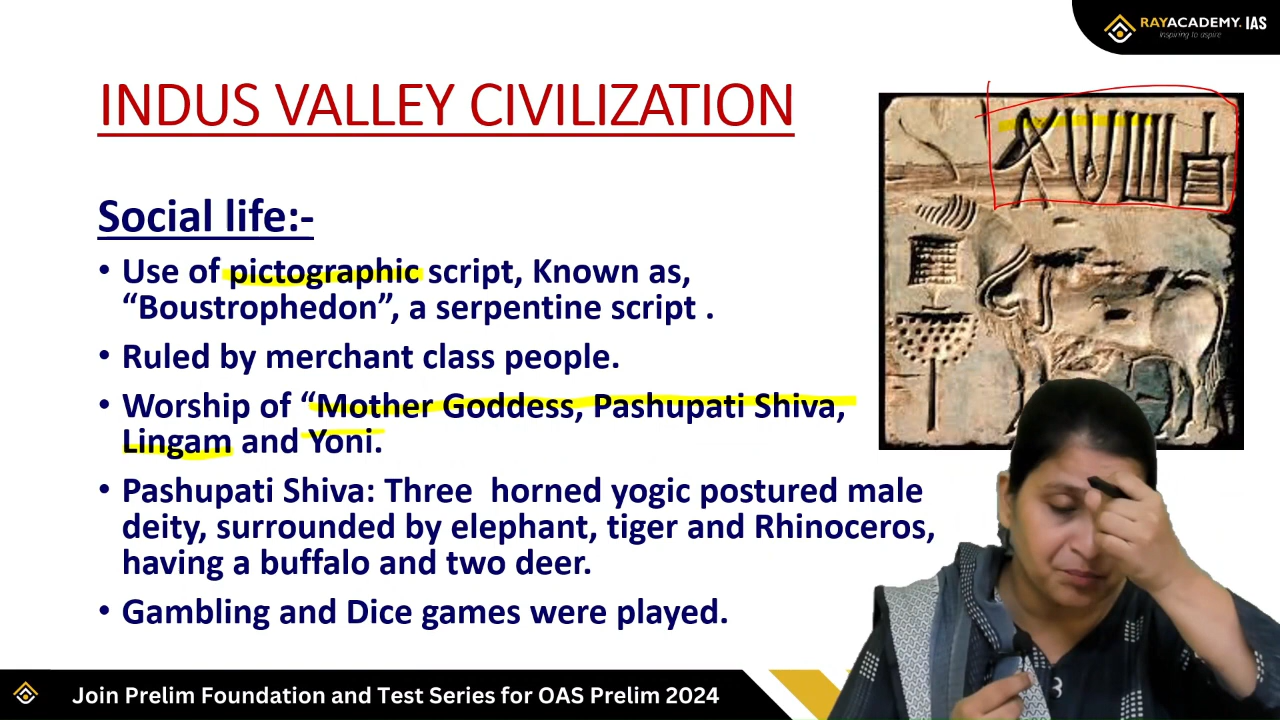 RAYACADEMY. IAS
Inspiring to aspire
INDUS VALLEY CIVILIZATION
Social life:-
• Use of pictographic script, Known as,
“Boustrophedon”, a serpentine script .
• Ruled by merchant class people.
• Worship of “Mother Goddess, Pashupati Shiva,
Lingam and Yoni.
• Pashupati Shiva: Three  horned yogic postured male
deity, surrounded by elephant, tiger and Rhinoceros,
having a buffalo and two deer.
• Gambling and Dice games were played.
Join Prelim Foundation and Test Series for OAS Prelim 2024